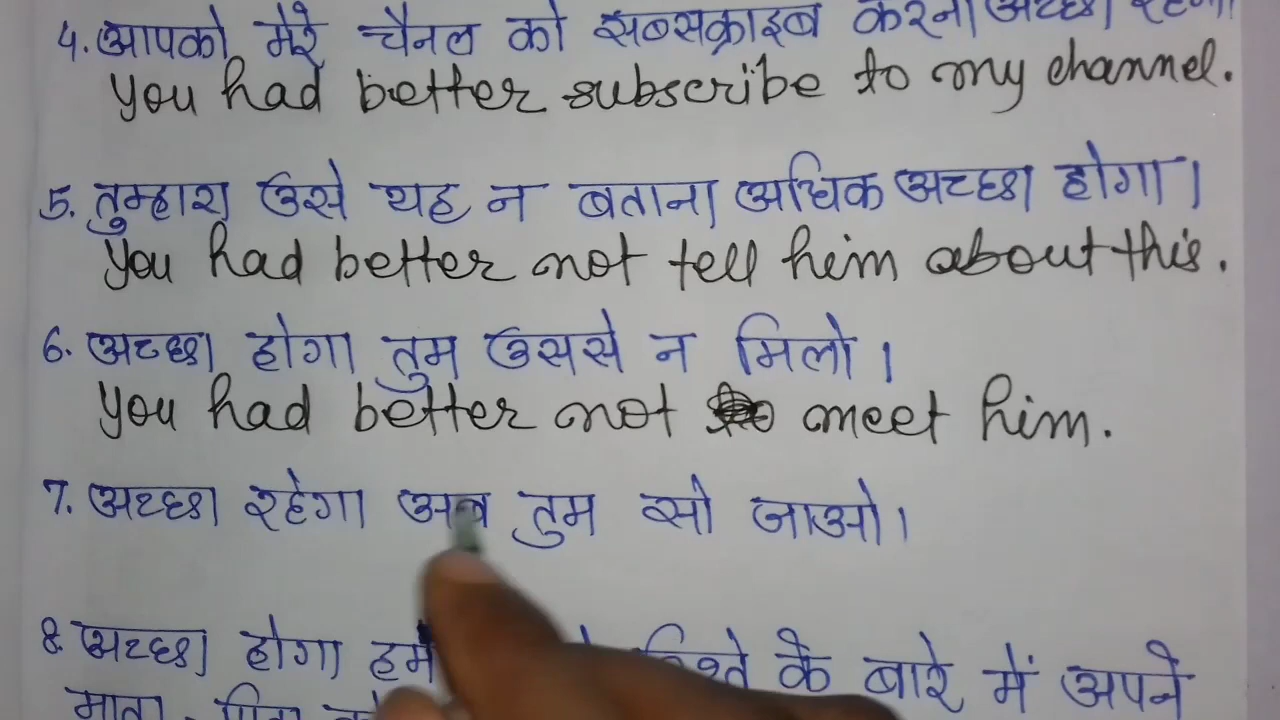 4. आपको मेरे चैनल को सब्सक्राइब करना अच्छा रहेगा
You had better subscribe to my channel.
5. तुम्हारा उसे यह न बताना अधिक अच्छा होगा।
You had better not tell him about this.
6. अच्छा होगा तुम उससे न मिलो।
You had better not meet him.
7. अच्छा रहेगा अब तुम सो जाओ।
8. अच्छा होगा हमें रिश्ते के बारे में अपने
माता - पिता को